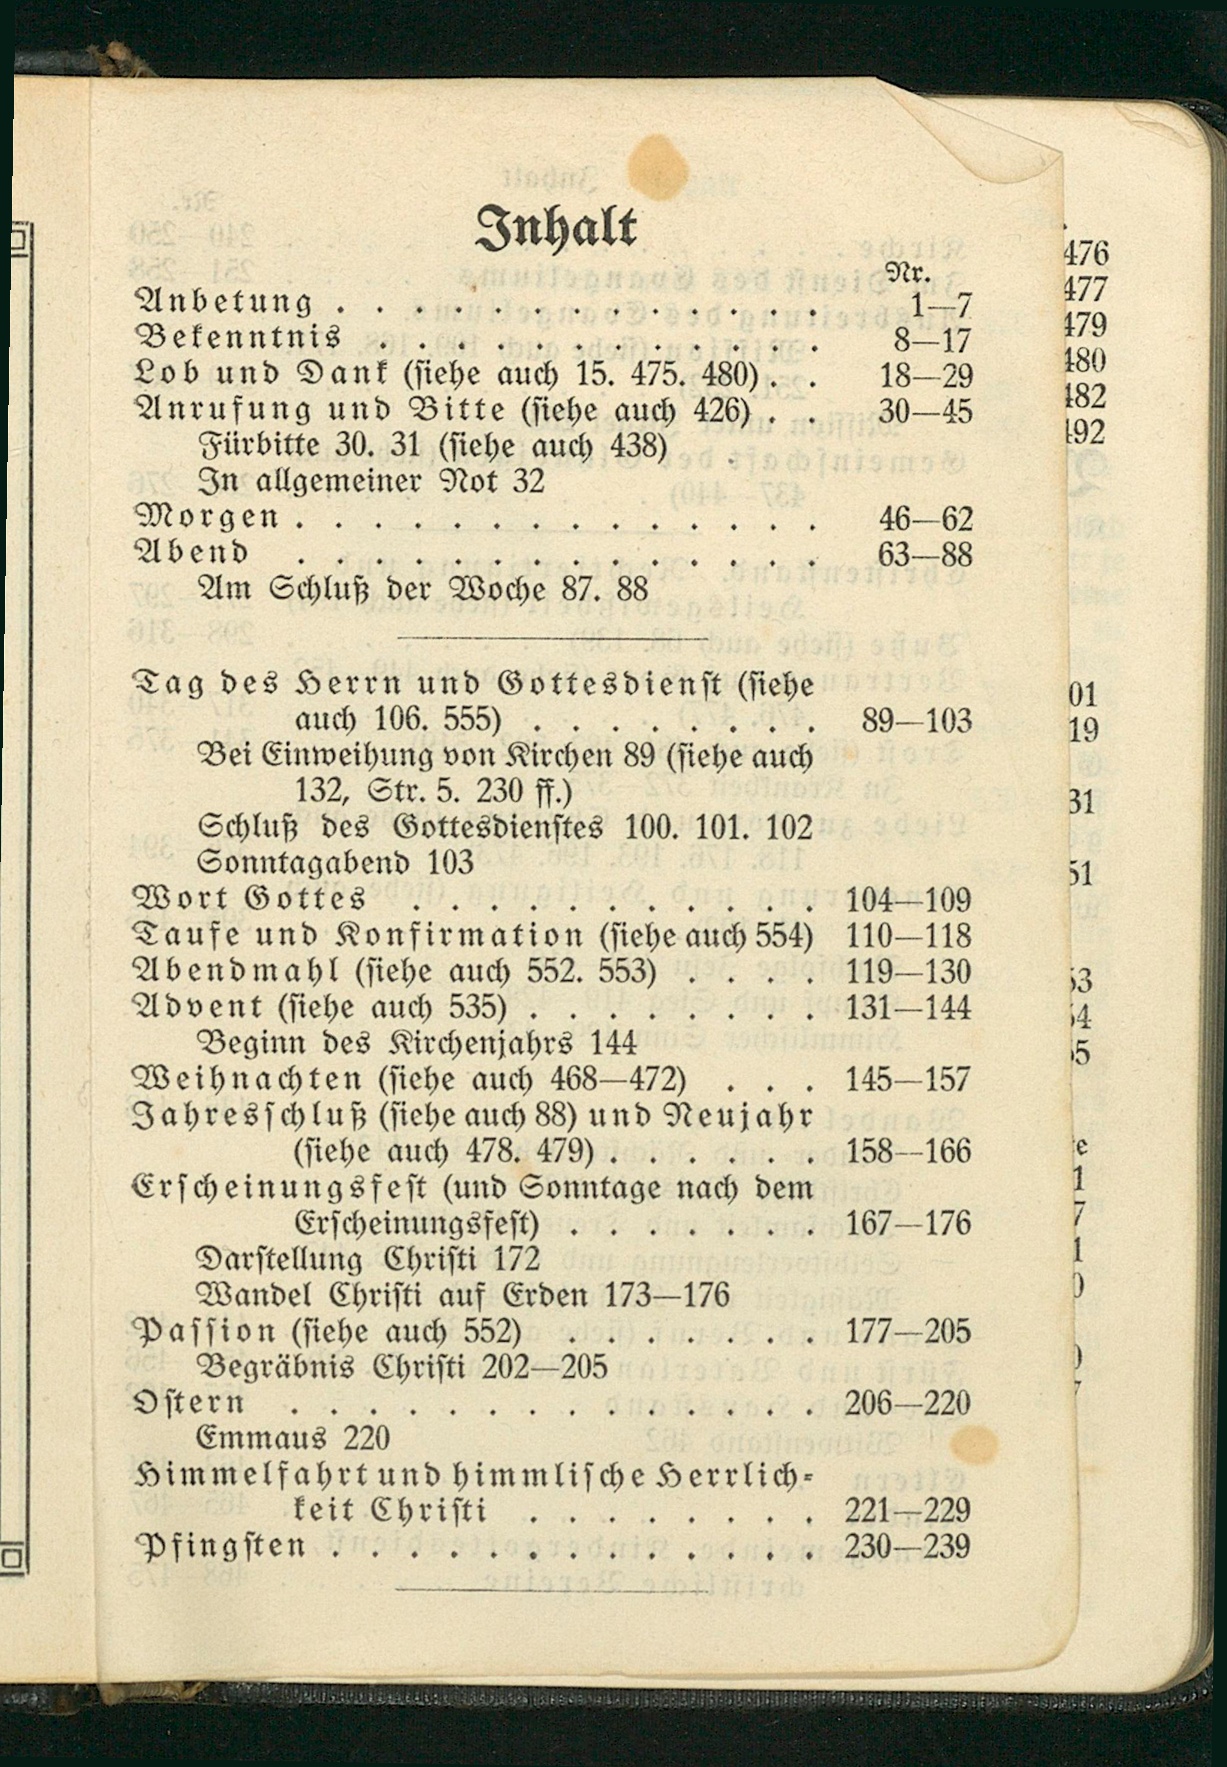 Inhalt
Nr.
Anbetung . . . . . . . . . . . . . 1—7
Bekenntnis . . . . . . . . . . . . 8—17
Lob und Dank (siehe auch 15. 475. 480) . . 18—29
Anrufung und Bitte (siehe auch 426) . . 30—45
Fürbitte 30. 31 (siehe auch 438)
In allgemeiner Not 32
Morgen . . . . . . . . . . . . . . 46—62
Abend . . . . . . . . . . . . . . 63—88
Am Schluß der Woche 87. 88
Tag des Herrn und Gottesdienst (siehe
auch 106. 555) . . . . . . . . 89—103
Bei Einweihung von Kirchen 89 (siehe auch
132, Str. 5. 230 ff.)
Schluß des Gottesdienstes 100. 101. 102
Sonntagabend 103
Wort Gottes . . . . . . . . . . . 104—109
Taufe und Konfirmation (siehe auch 554) 110—118
Abendmahl (siehe auch 552. 553) . . . . 119—130
Advent (siehe auch 535) . . . . . . . . 131—144
Beginn des Kirchenjahrs 144
Weihnachten (siehe auch 468—472) . . . 145—157
Jahresschluß (siehe auch 88) und Neujahr
(siehe auch 478. 479) . . . . . . 158—166
Erscheinungsfest (und Sonntage nach dem
Erscheinungsfest) . . . . . . . 167—176
Darstellung Christi 172
Wandel Christi auf Erden 173—176
Passion (siehe auch 552) . . . . . . . 177—205
Begräbnis Christi 202—205
Ostern . . . . . . . . . . . . . . 206—220
Emmaus 220
Himmelfahrt und himmlische Herrlich-
keit Christi . . . . . . . . 221—229
Pfingsten . . . . . . . . . . . . . 230—239
476
477
479
480
482
492